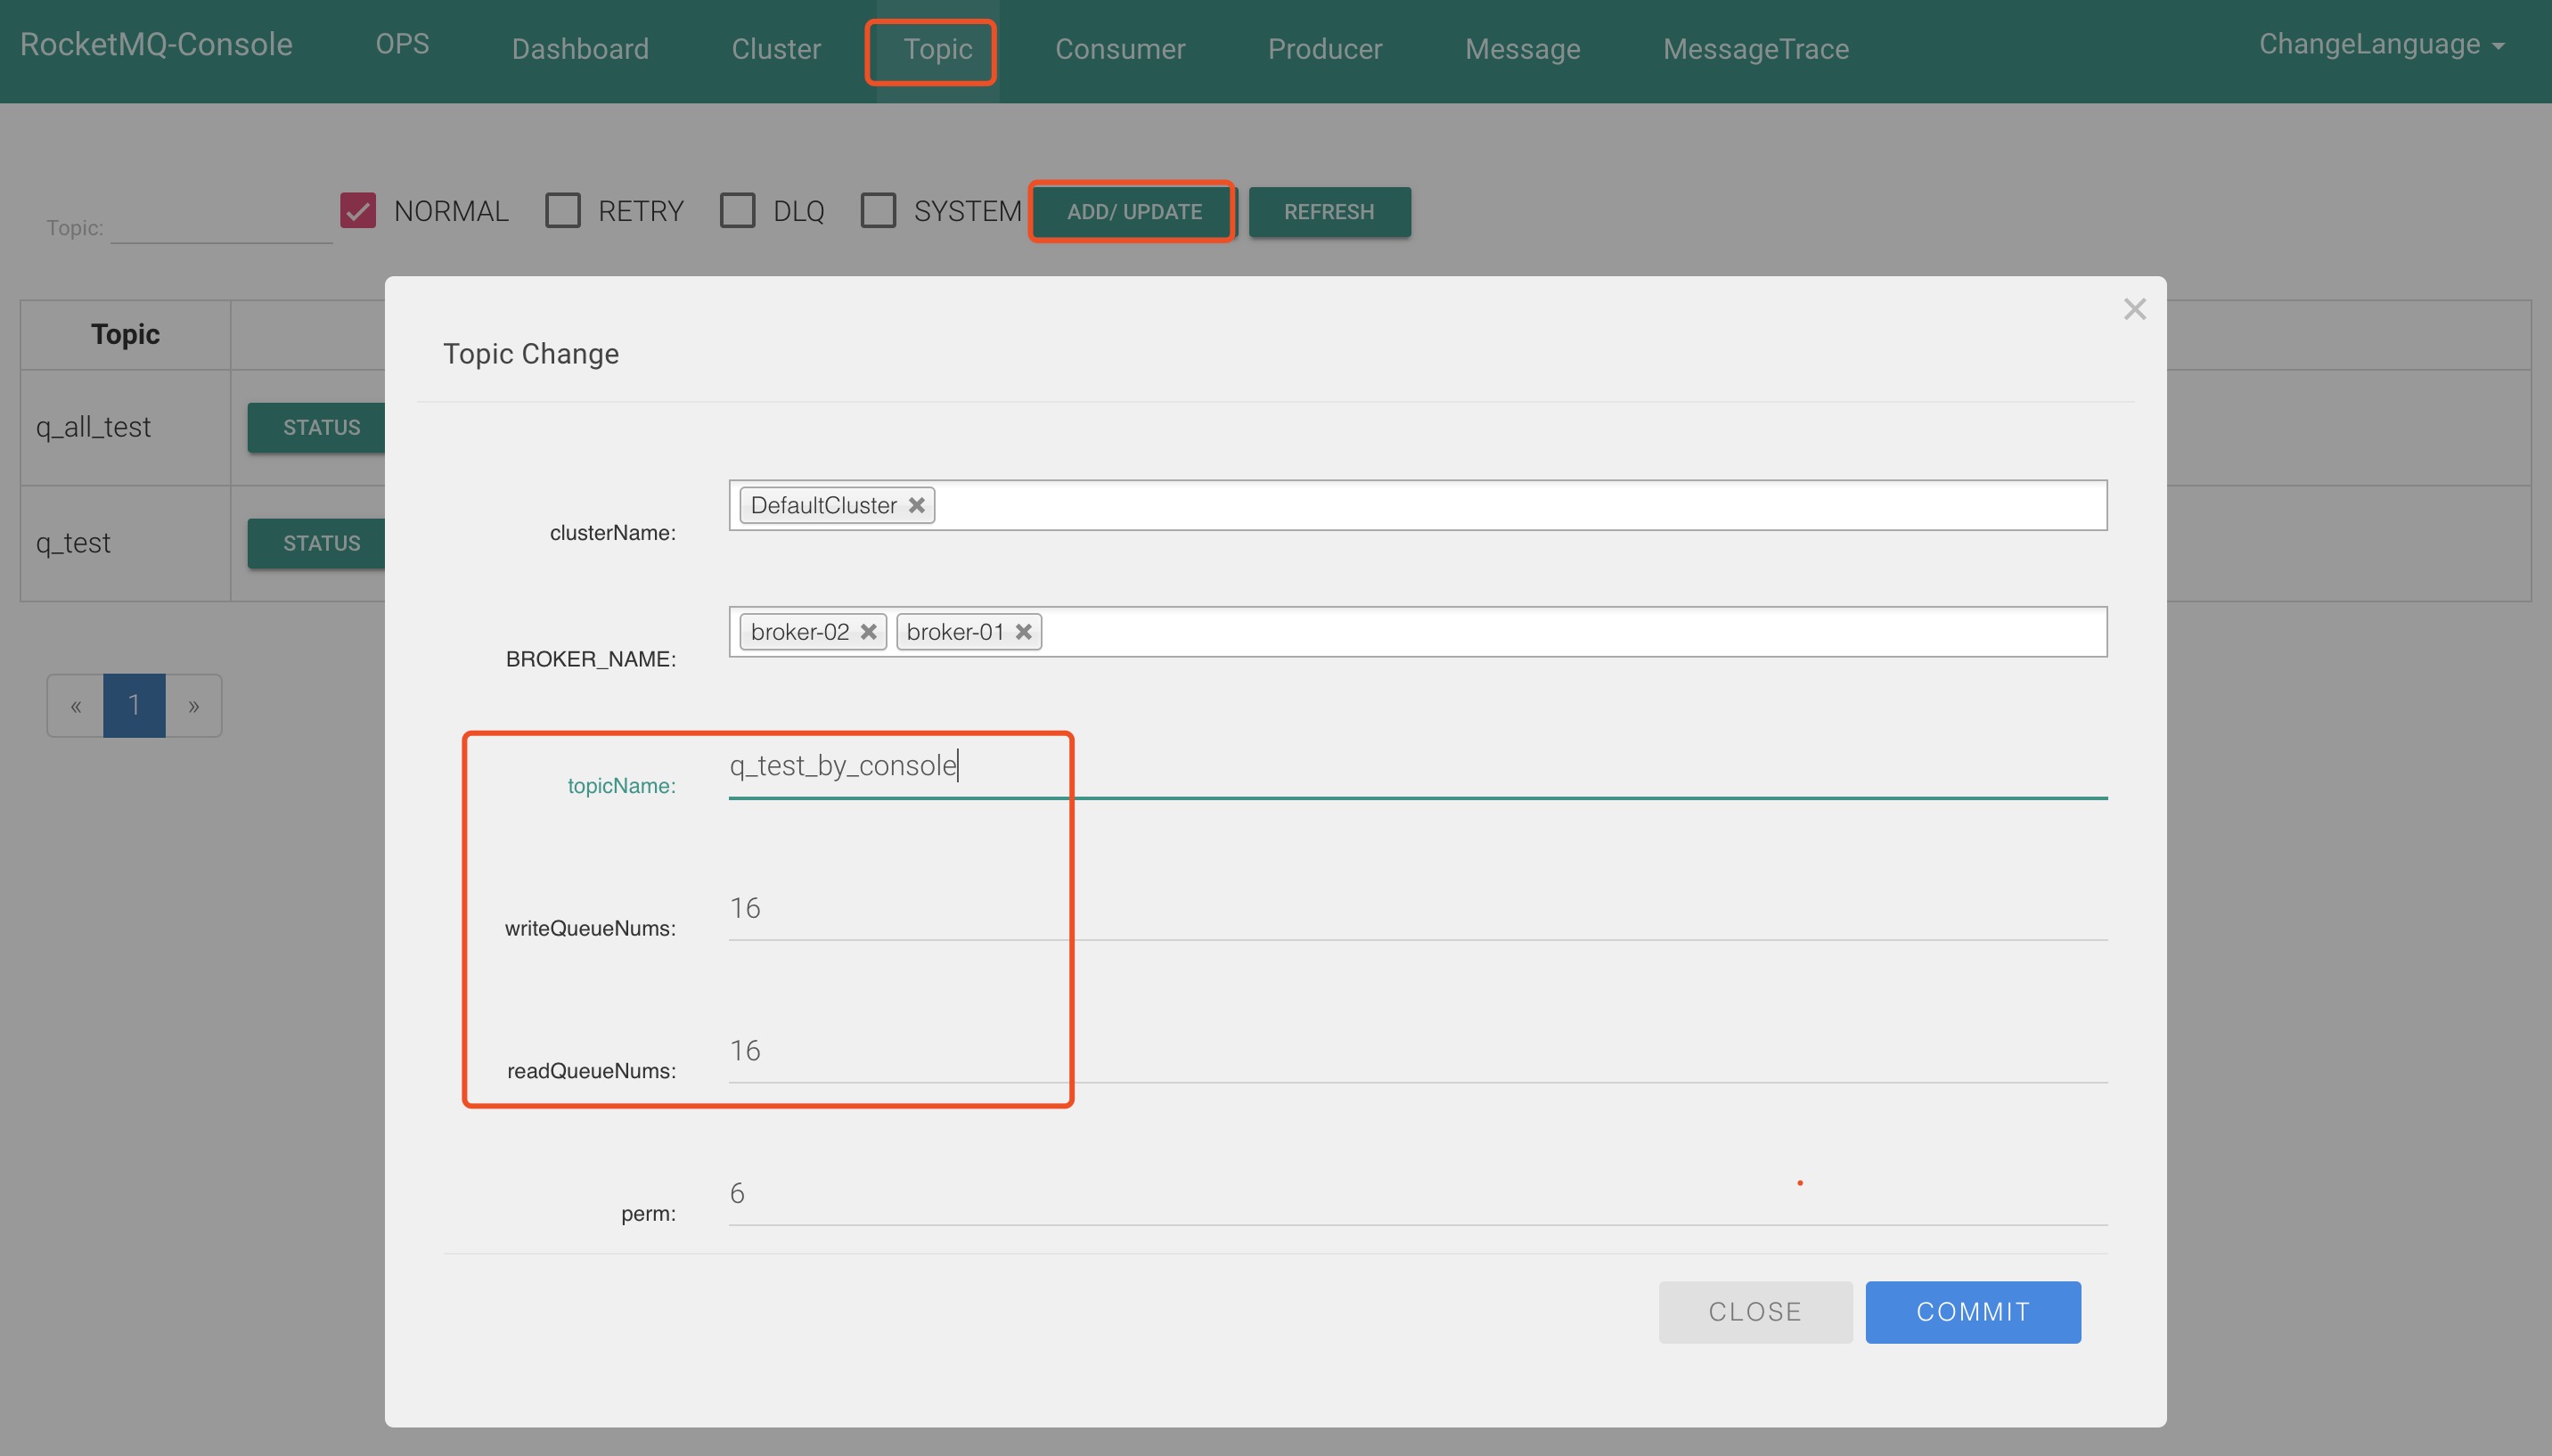 RocketMQ-Console OPS Dashboard Cluster Topic Consumer Producer Message MessageTrace ChangeLanguage
Topic: NORMAL RETRY DLQ SYSTEM ADD/ UPDATE REFRESH
Topic
q_all_test STATUS
q_test STATUS
« 1 »
Topic Change
clusterName: DefaultCluster
BROKER_NAME: broker-02 broker-01
topicName: q_test_by_console
writeQueueNums: 16
readQueueNums: 16
perm: 6
CLOSE COMMIT